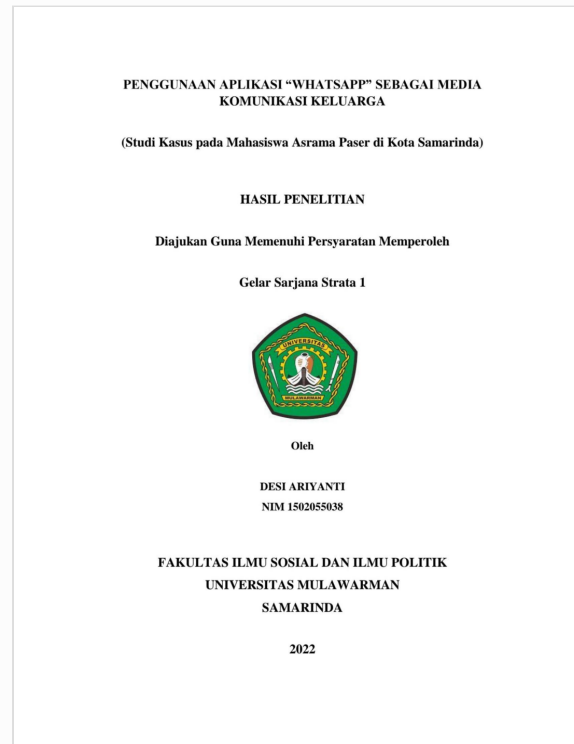 PENGGUNAAN APLIKASI “WHATSAPP” SEBAGAI MEDIA
KOMUNIKASI KELUARGA
(Studi Kasus pada Mahasiswa Asrama Paser di Kota Samarinda)
HASIL PENELITIAN
Diajukan Guna Memenuhi Persyaratan Memperoleh
Gelar Sarjana Strata 1
UNIVERSITAS
MULAWARMAN
Oleh
DESI ARIYANTI
NIM 1502055038
FAKULTAS ILMU SOSIAL DAN ILMU POLITIK
UNIVERSITAS MULAWARMAN
SAMARINDA
2022